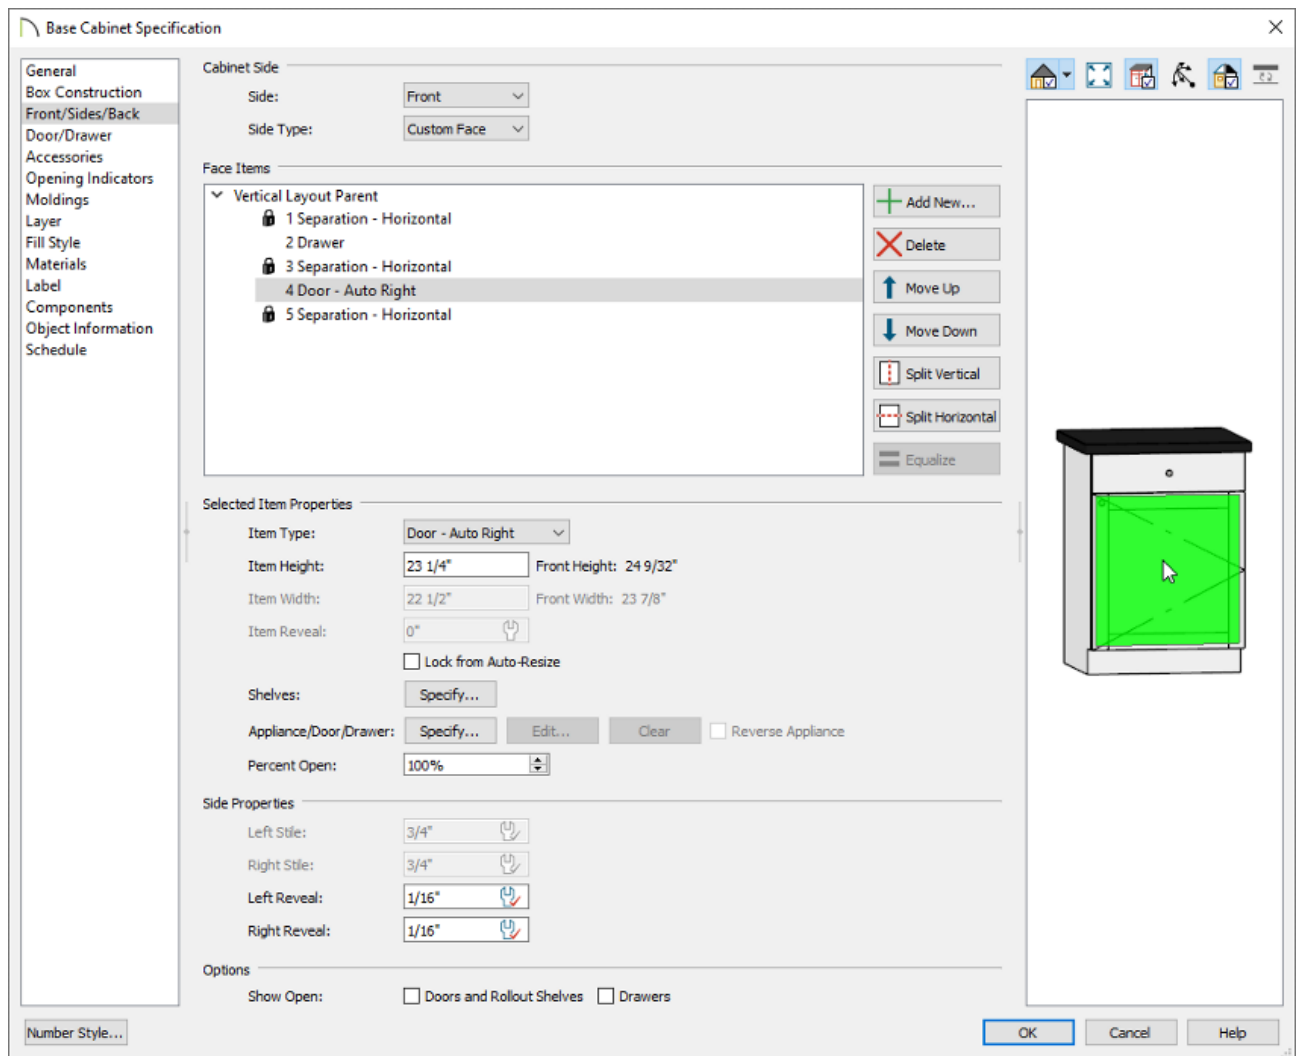 Base Cabinet Specification
General
Box Construction
Front/Sides/Back
Door/Drawer
Accessories
Opening Indicators
Moldings
Layer
Fill Style
Materials
Label
Components
Object Information
Schedule
Cabinet Side
Side: Front
Side Type: Custom Face
Face Items
Vertical Layout Parent
1 Separation - Horizontal
2 Drawer
3 Separation - Horizontal
4 Door - Auto Right
5 Separation - Horizontal
Add New...
Delete
Move Up
Move Down
Split Vertical
Split Horizontal
Equalize
Selected Item Properties
Item Type: Door - Auto Right
Item Height: 23 1/4" Front Height: 24 9/32"
Item Width: 22 1/2" Front Width: 23 7/8"
Item Reveal: 0"
Lock from Auto-Resize
Shelves: Specify...
Appliance/Door/Drawer: Specify... Edit... Clear Reverse Appliance
Percent Open: 100%
Side Properties
Left Stile: 3/4"
Right Stile: 3/4"
Left Reveal: 1/16"
Right Reveal: 1/16"
Options
Show Open: Doors and Rollout Shelves Drawers
Number Style... OK Cancel Help